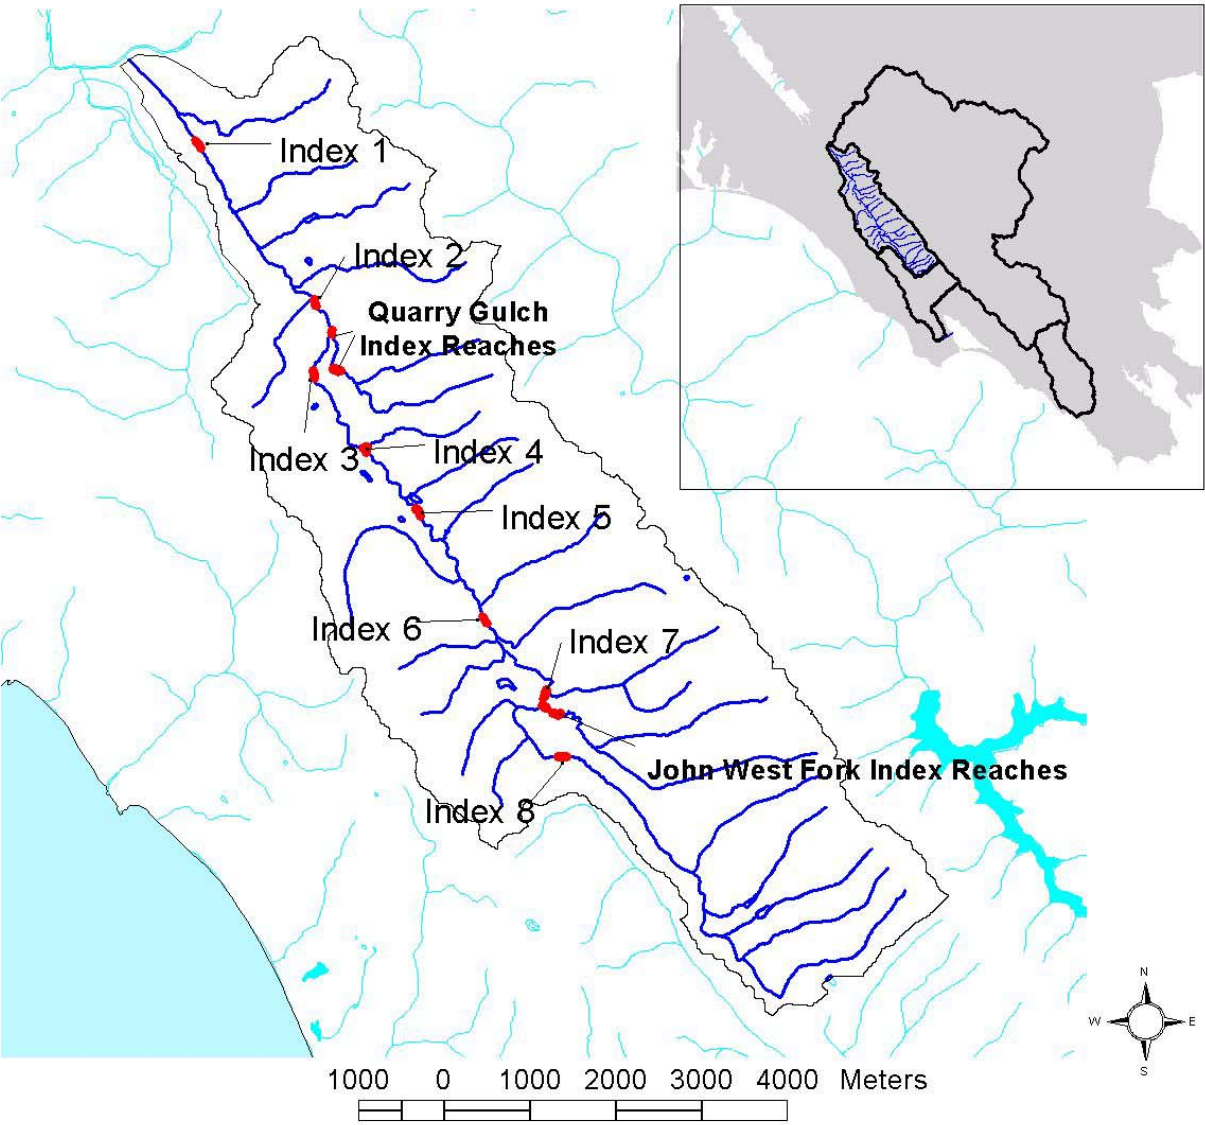 Index 1
Index 2
Quarry Gulch
Index Reaches
Index 3
Index 4
Index 5
Index 6
Index 7
John West Fork Index Reaches
Index 8
N
W E
S
1000 0 1000 2000 3000 4000 Meters